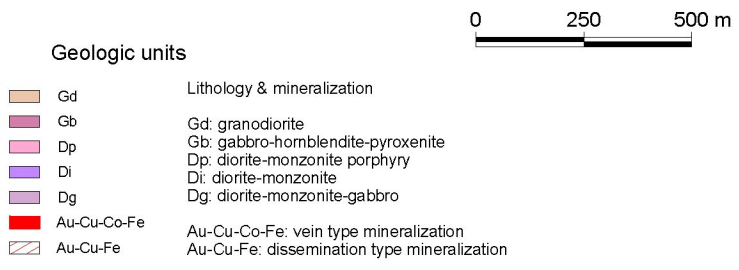 0 250 500 m
Geologic units
Lithology & mineralization
Gd
Gb
Dp
Di
Dg
Au-Cu-Co-Fe
Au-Cu-Fe
Gd: granodiorite
Gb: gabbro-hornblendite-pyroxenite
Dp: diorite-monzonite porphyry
Di: diorite-monzonite
Dg: diorite-monzonite-gabbro
Au-Cu-Co-Fe: vein type mineralization
Au-Cu-Fe: dissemination type mineralization